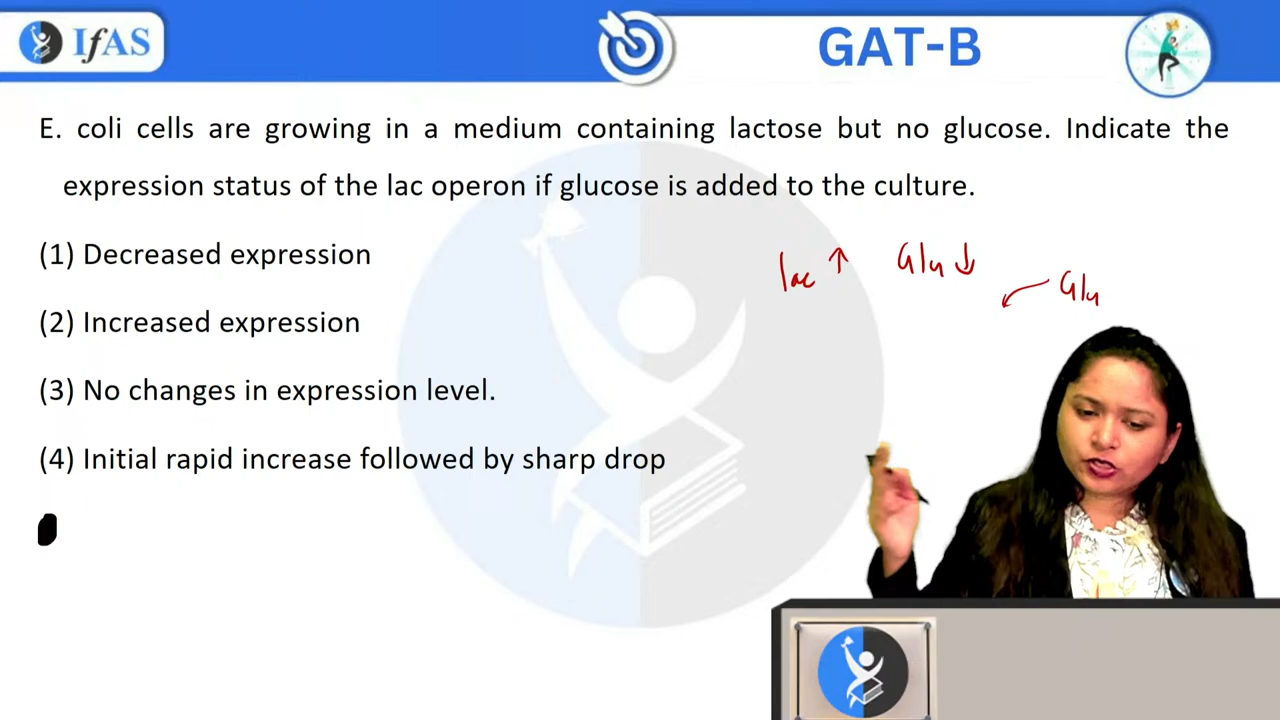 IfAS
GAT-B
E. coli cells are growing in a medium containing lactose but no glucose. Indicate the
expression status of the lac operon if glucose is added to the culture.
(1) Decreased expression
lac ↑ Glu ↓
Glu
(2) Increased expression
(3) No changes in expression level.
(4) Initial rapid increase followed by sharp drop